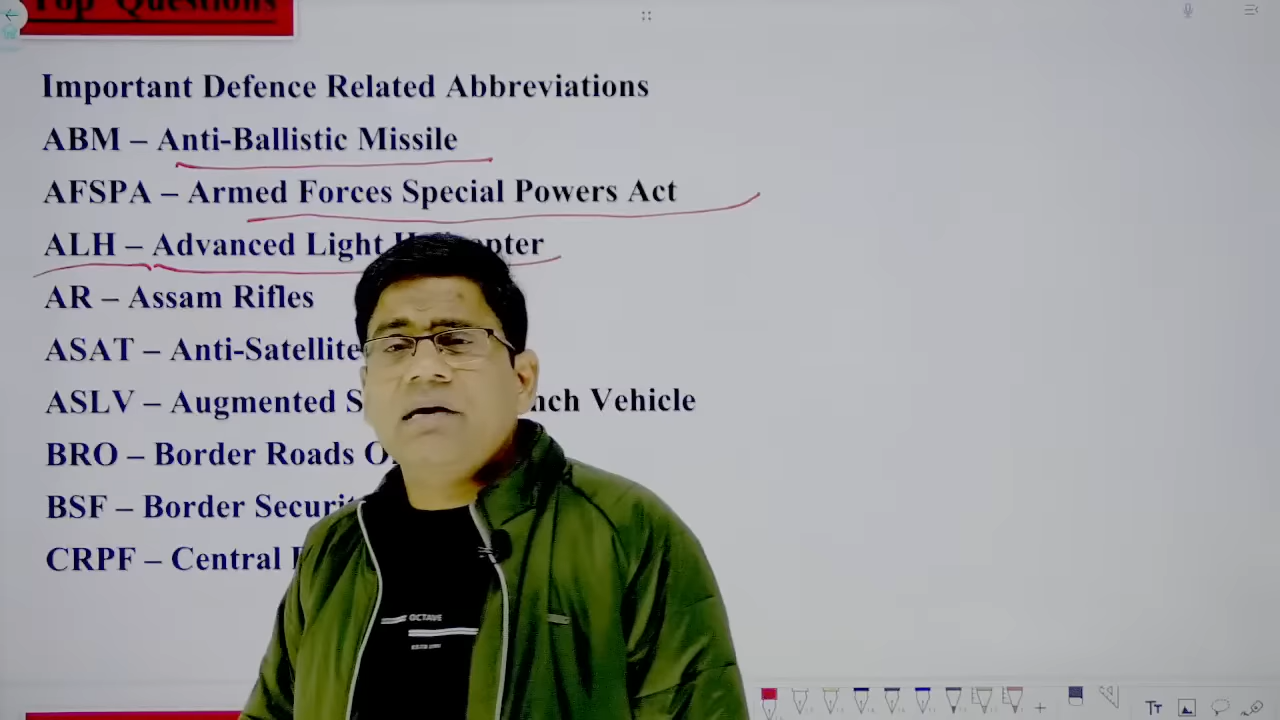 Top Questions
Important Defence Related Abbreviations
ABM – Anti-Ballistic Missile
AFSPA – Armed Forces Special Powers Act
ALH – Advanced Light
AR – Assam Rifles
ASAT – Anti-Satellite
ASLV – Augmented Vehicle
BRO – Border Roads
BSF – Border
CRPF – Central
OCTAVE
Tт